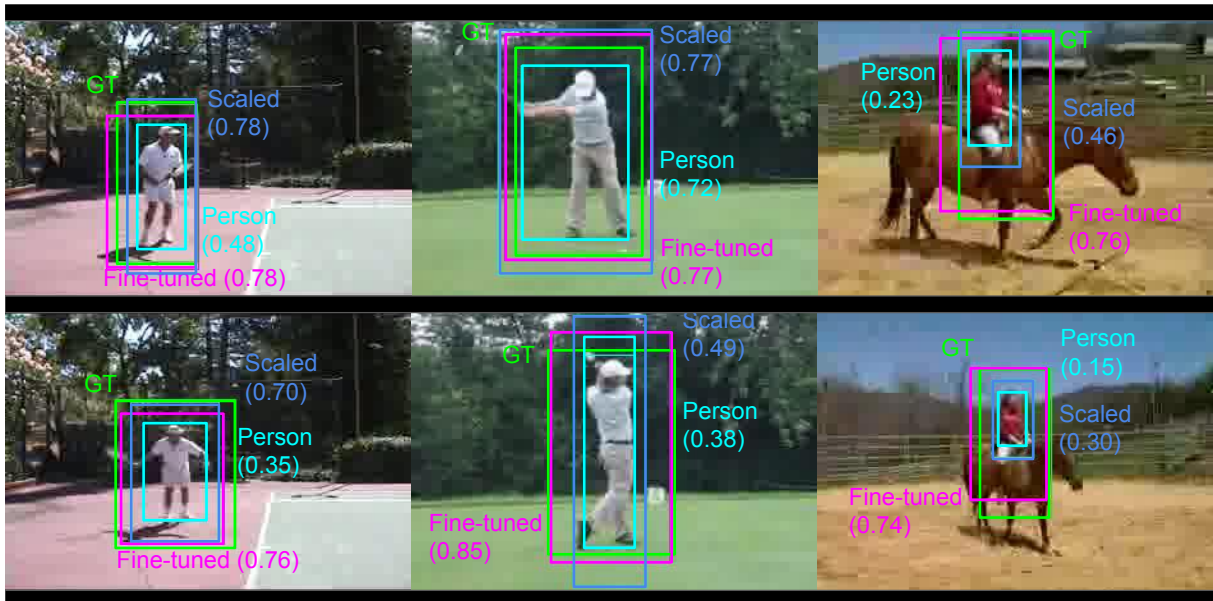 GT
Scaled
(0.78)
Person
(0.48)
Fine-tuned (0.78)
GT
Scaled
(0.77)
Person
(0.72)
Fine-tuned
(0.77)
GT
Person
(0.23)
Scaled
(0.46)
Fine-tuned
(0.76)
Scaled
(0.70)
GT
Person
(0.35)
Fine-tuned (0.76)
Scaled
(0.49)
GT
Person
(0.38)
Fine-tuned
(0.85)
Person
(0.15)
GT
Scaled
(0.30)
Fine-tuned
(0.74)